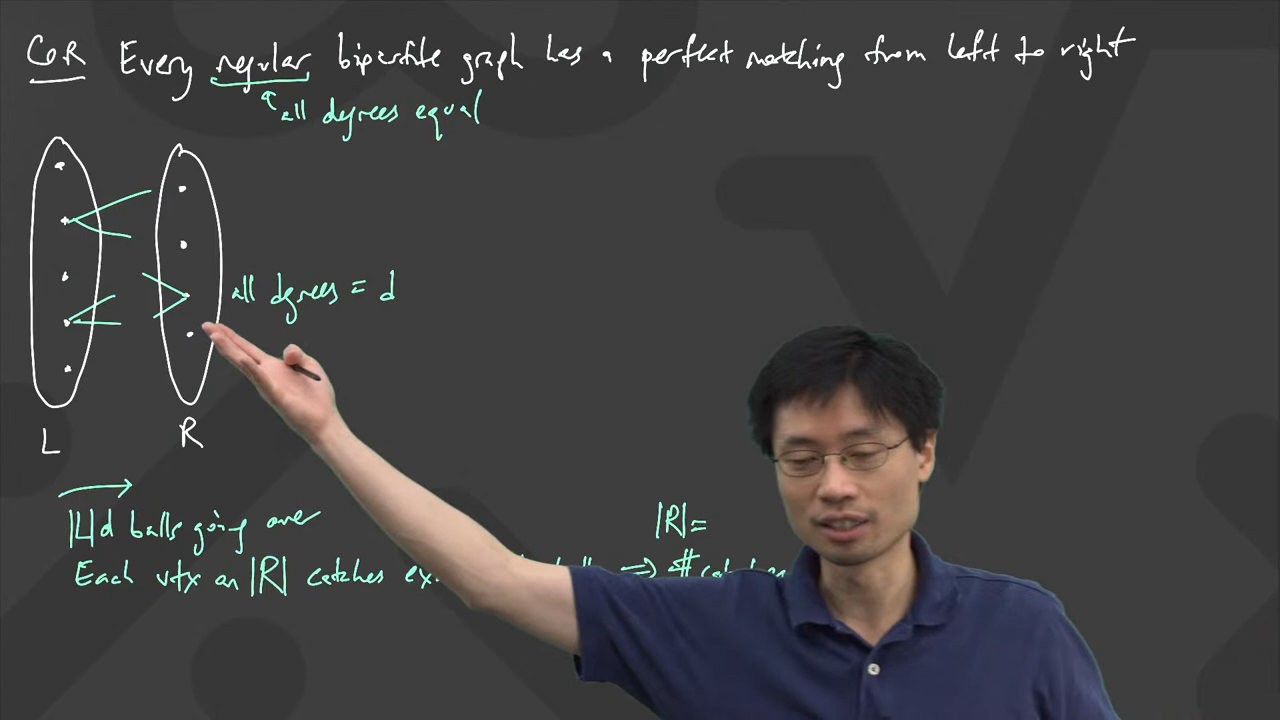 COR Every regular bipartite graph has a perfect matching from left to right
all degrees equal
all degrees = d
L R
|L|d balls going over
|R|=
Each vtx on |R| catches ex ⇒ #catches